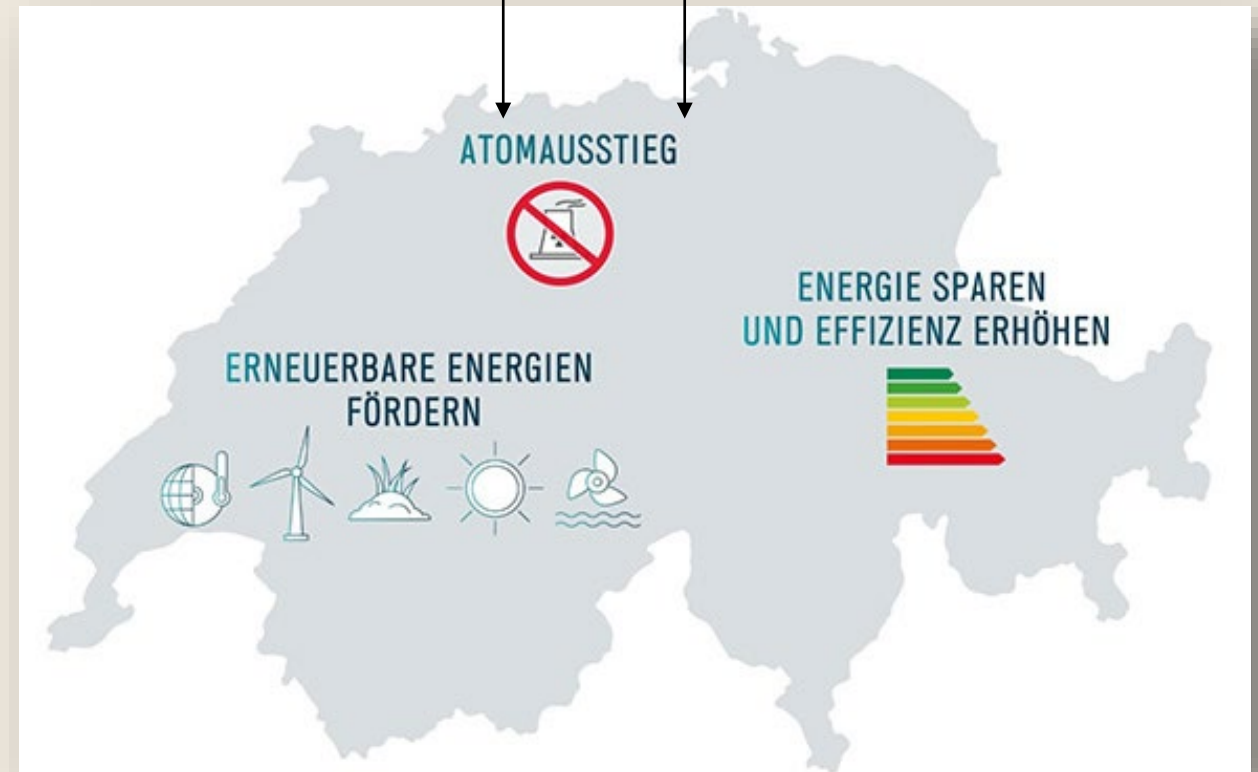 ATOMAUSSTIEG
ENERGIE SPAREN
UND EFFIZIENZ ERHÖHEN
ERNEUERBARE ENERGIEN
FÖRDERN